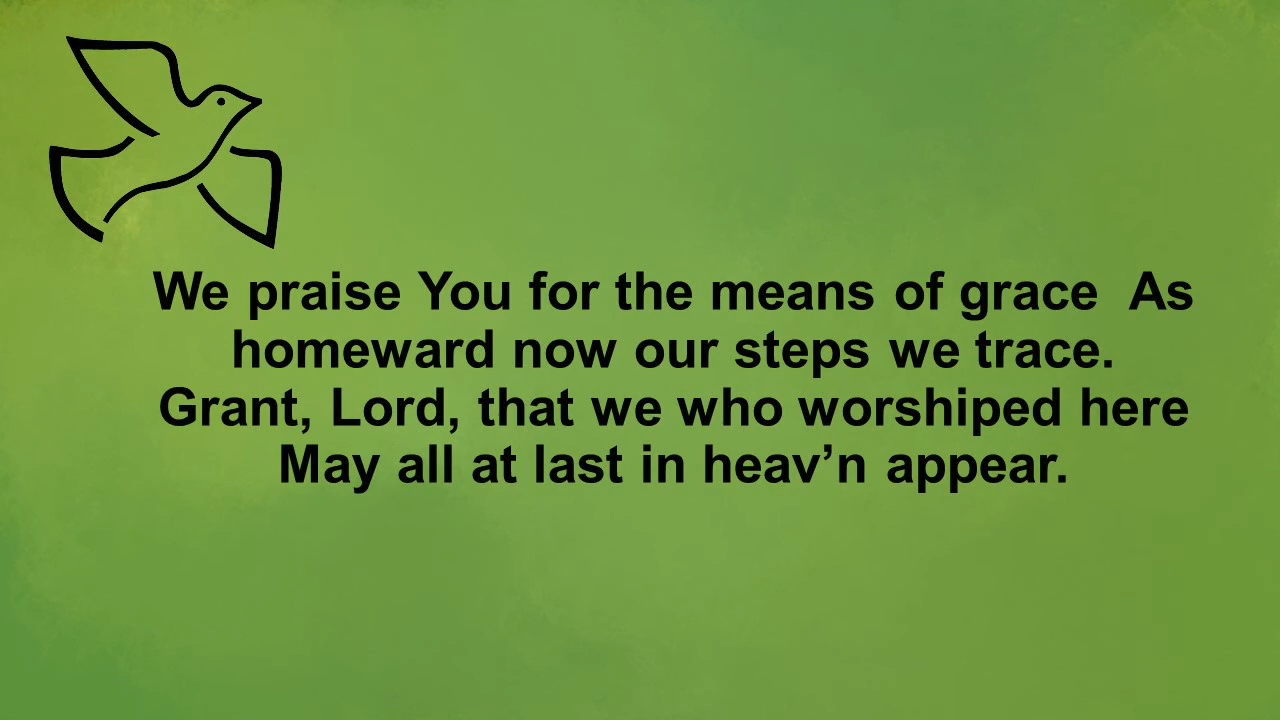 We praise You for the means of grace  As
homeward now our steps we trace.
Grant, Lord, that we who worshiped here
May all at last in heav’n appear.